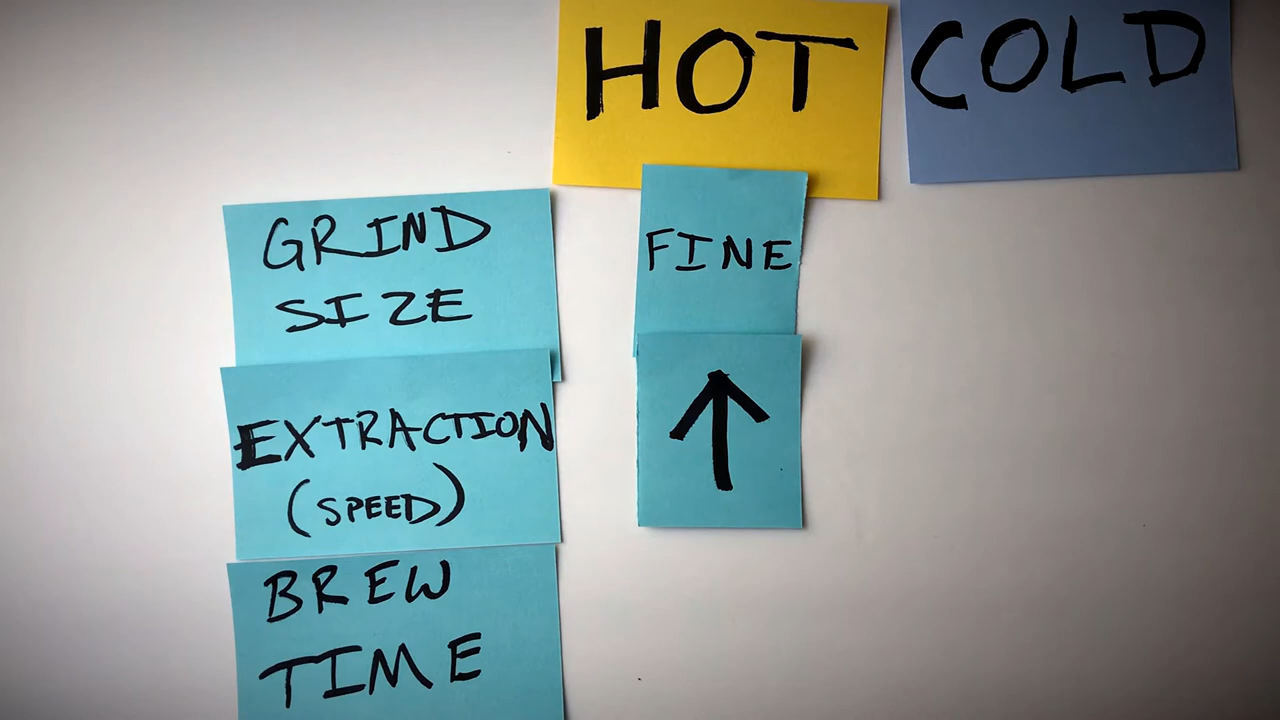 HOT
COLD
GRIND
SIZE
FINE
EXTRACTION
(SPEED)
↑
BREW
TIME